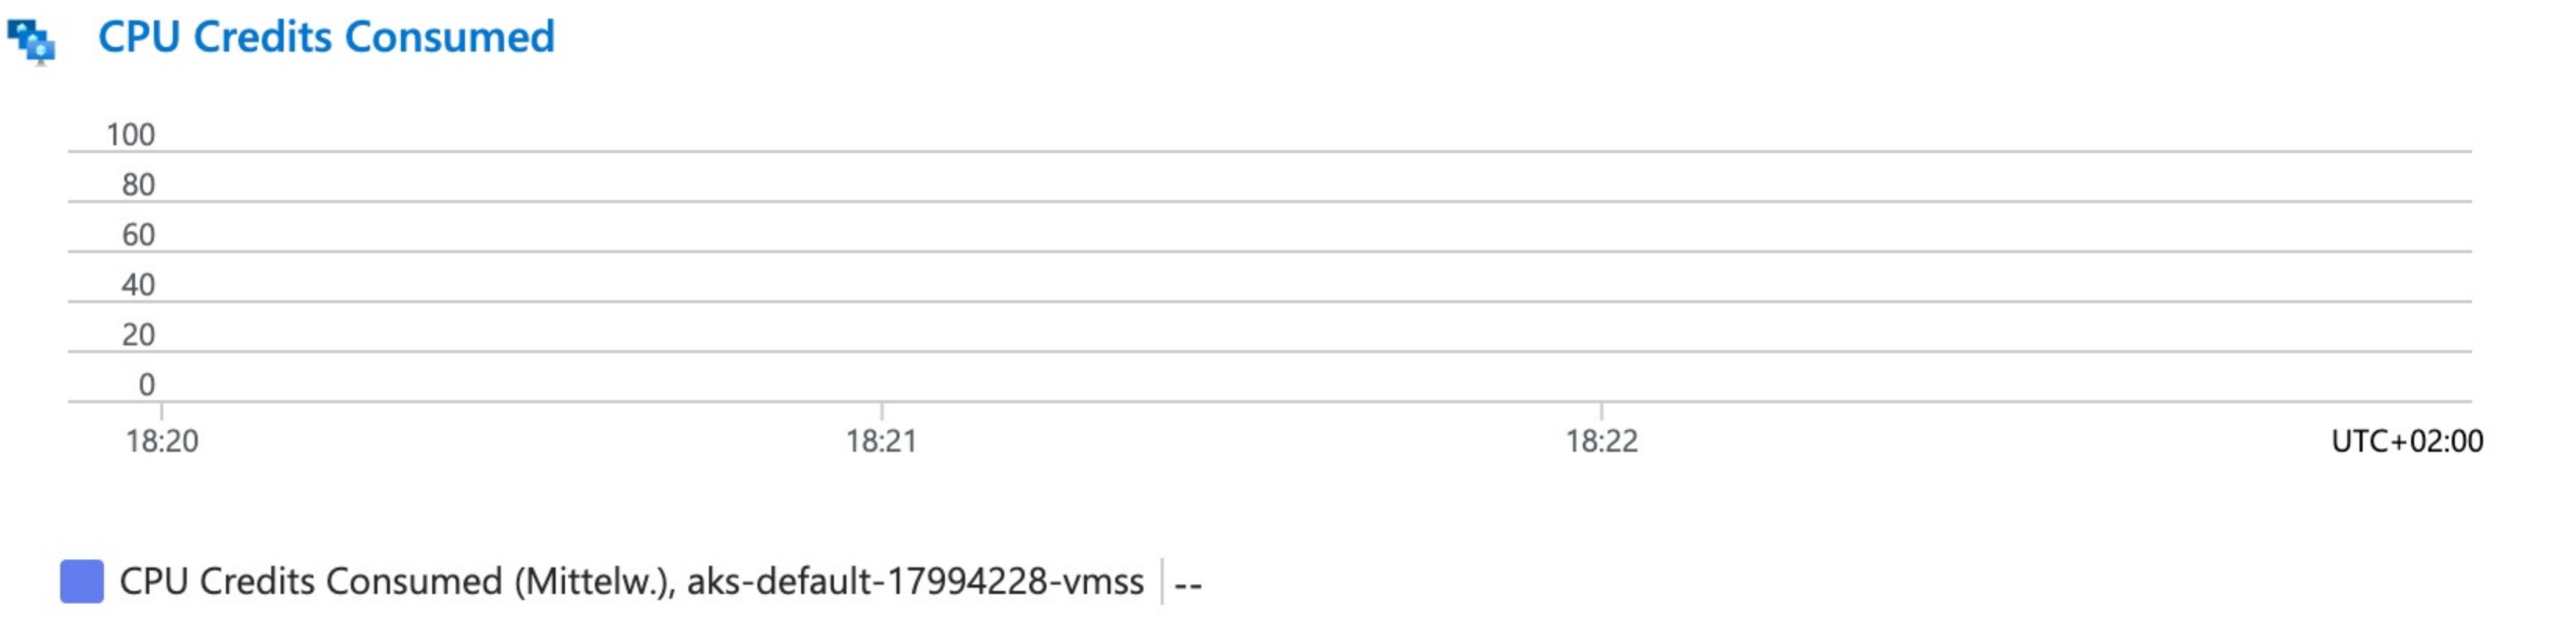 CPU Credits Consumed
100
80
60
40
20
0
18:20 18:21 18:22 UTC+02:00
CPU Credits Consumed (Mittelw.), aks-default-17994228-vmss --